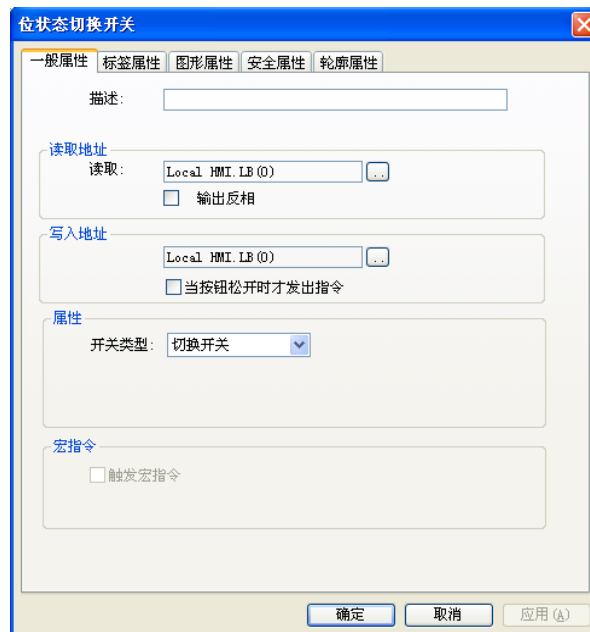 位状态切换开关
一般属性 标签属性 图形属性 安全属性 轮廓属性
描述:
读取地址
读取: Local HMI.LB(0) ..
输出反相
写入地址
Local HMI.LB(0) ..
当按钮松开时才发出指令
属性
开关类型: 切换开关
宏指令
触发宏指令
确定 取消 应用(A)